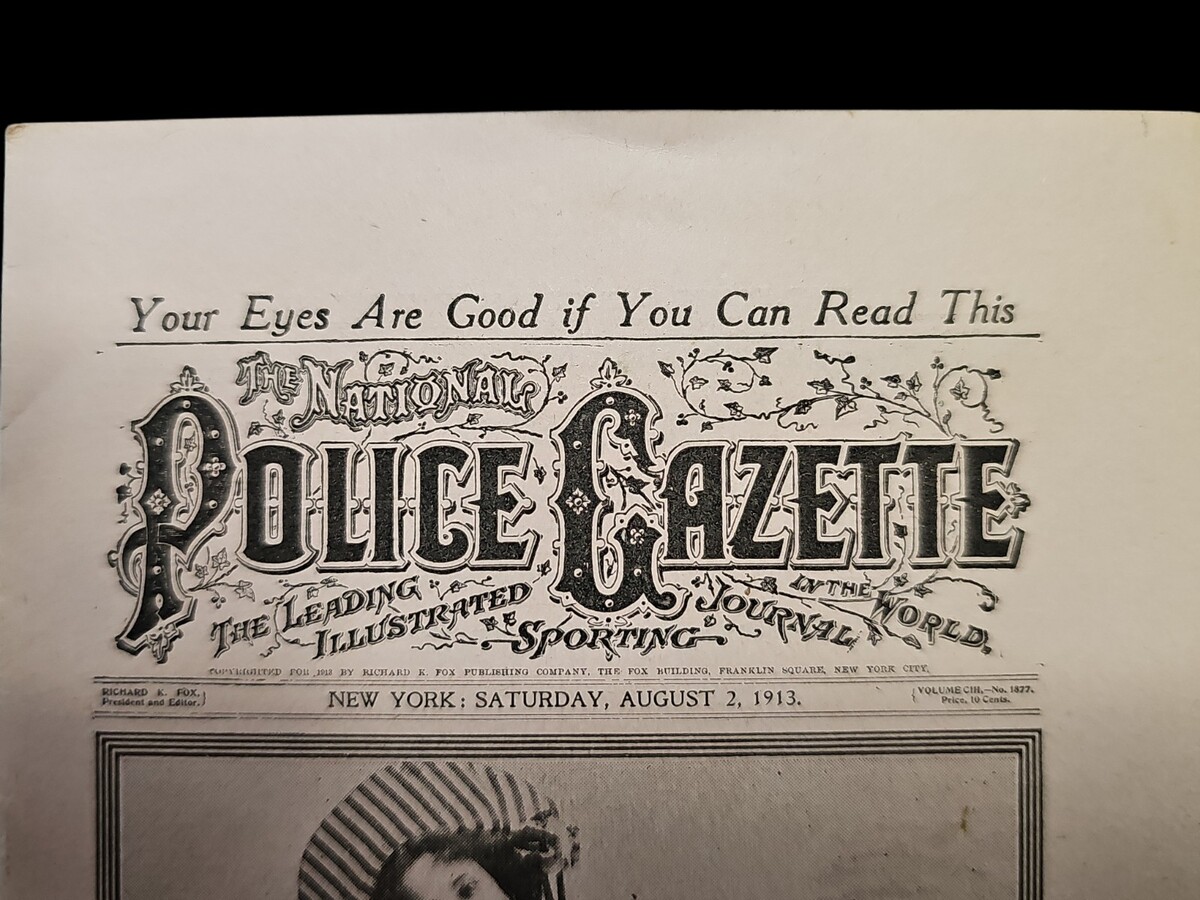 Your Eyes Are Good if You Can Read This
THE NATIONAL
POLICE GAZETTE
THE LEADING ILLUSTRATED SPORTING JOURNAL IN THE WORLD.
COPYRIGHTED FOR 1913 BY RICHARD K. FOX PUBLISHING COMPANY, THE FOX BUILDING, FRANKLIN SQUARE, NEW YORK CITY.
RICHARD K. FOX,
President and Editor.
NEW YORK: SATURDAY, AUGUST 2, 1913.
VOLUME CIII.—No. 1877.
Price, 10 Cents.